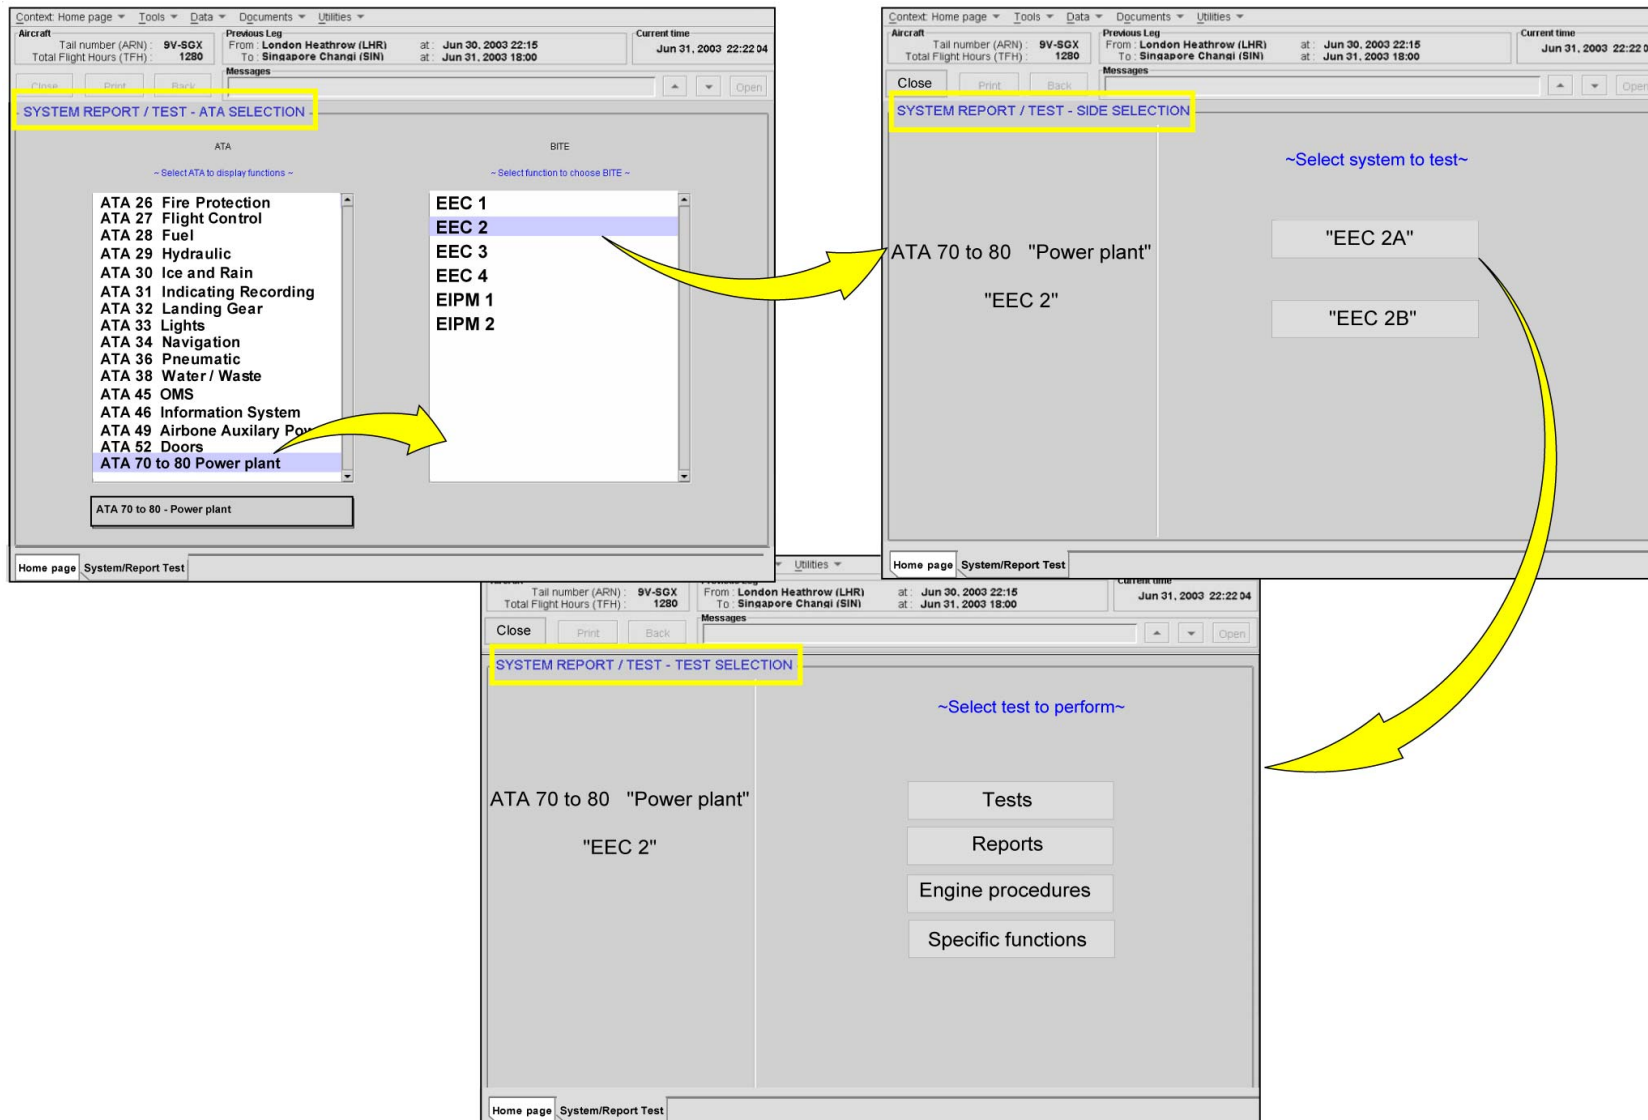 Context: Home page Tools Data Documents Utilities
Aircraft
Tail number (ARN) : 9V-SGX
Total Flight Hours (TFH) : 1280
Previous Leg
From : London Heathrow (LHR) at : Jun 30, 2003 22:15
To : Singapore Changi (SIN) at : Jun 31, 2003 18:00
Current time
Jun 31, 2003 22:22 04
Close Print Back
Messages
Open
SYSTEM REPORT / TEST - ATA SELECTION
ATA
~ Select ATA to display functions ~
ATA 26 Fire Protection
ATA 27 Flight Control
ATA 28 Fuel
ATA 29 Hydraulic
ATA 30 Ice and Rain
ATA 31 Indicating Recording
ATA 32 Landing Gear
ATA 33 Lights
ATA 34 Navigation
ATA 36 Pneumatic
ATA 38 Water / Waste
ATA 45 OMS
ATA 46 Information System
ATA 49 Airbone Auxilary Pow
ATA 52 Doors
ATA 70 to 80 Power plant
ATA 70 to 80 - Power plant
BITE
~ Select function to choose BITE ~
EEC 1
EEC 2
EEC 3
EEC 4
EIPM 1
EIPM 2
Home page System/Report Test
Context: Home page Tools Data Documents Utilities
Aircraft
Tail number (ARN) : 9V-SGX
Total Flight Hours (TFH) : 1280
Previous Leg
From : London Heathrow (LHR) at : Jun 30, 2003 22:15
To : Singapore Changi (SIN) at : Jun 31, 2003 18:00
Current time
Jun 31, 2003 22:22 0
Close Print Back
Messages
Open
SYSTEM REPORT / TEST - SIDE SELECTION
ATA 70 to 80 "Power plant"
"EEC 2"
~Select system to test~
"EEC 2A"
"EEC 2B"
Home page System/Report Test
Utilities
Tail number (ARN) : 9V-SGX
Total Flight Hours (TFH) : 1280
From : London Heathrow (LHR) at : Jun 30, 2003 22:15
To : Singapore Changi (SIN) at : Jun 31, 2003 18:00
Current time
Jun 31, 2003 22:22 04
Close Print Back
Messages
Open
SYSTEM REPORT / TEST - TEST SELECTION
ATA 70 to 80 "Power plant"
"EEC 2"
~Select test to perform~
Tests
Reports
Engine procedures
Specific functions
Home page System/Report Test